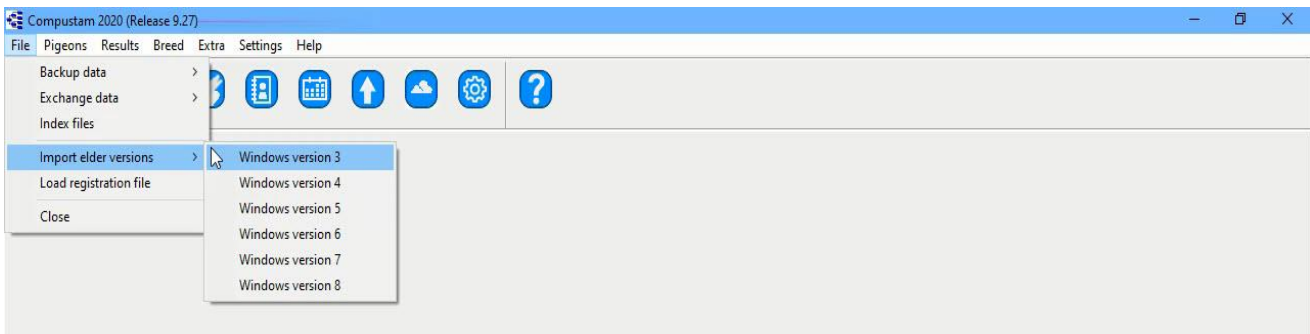 Compustam 2020 (Release 9.27)
File Pigeons Results Breed Extra Settings Help
Backup data
Exchange data
Index files
Import elder versions
Load registration file
Close
Windows version 3
Windows version 4
Windows version 5
Windows version 6
Windows version 7
Windows version 8
?